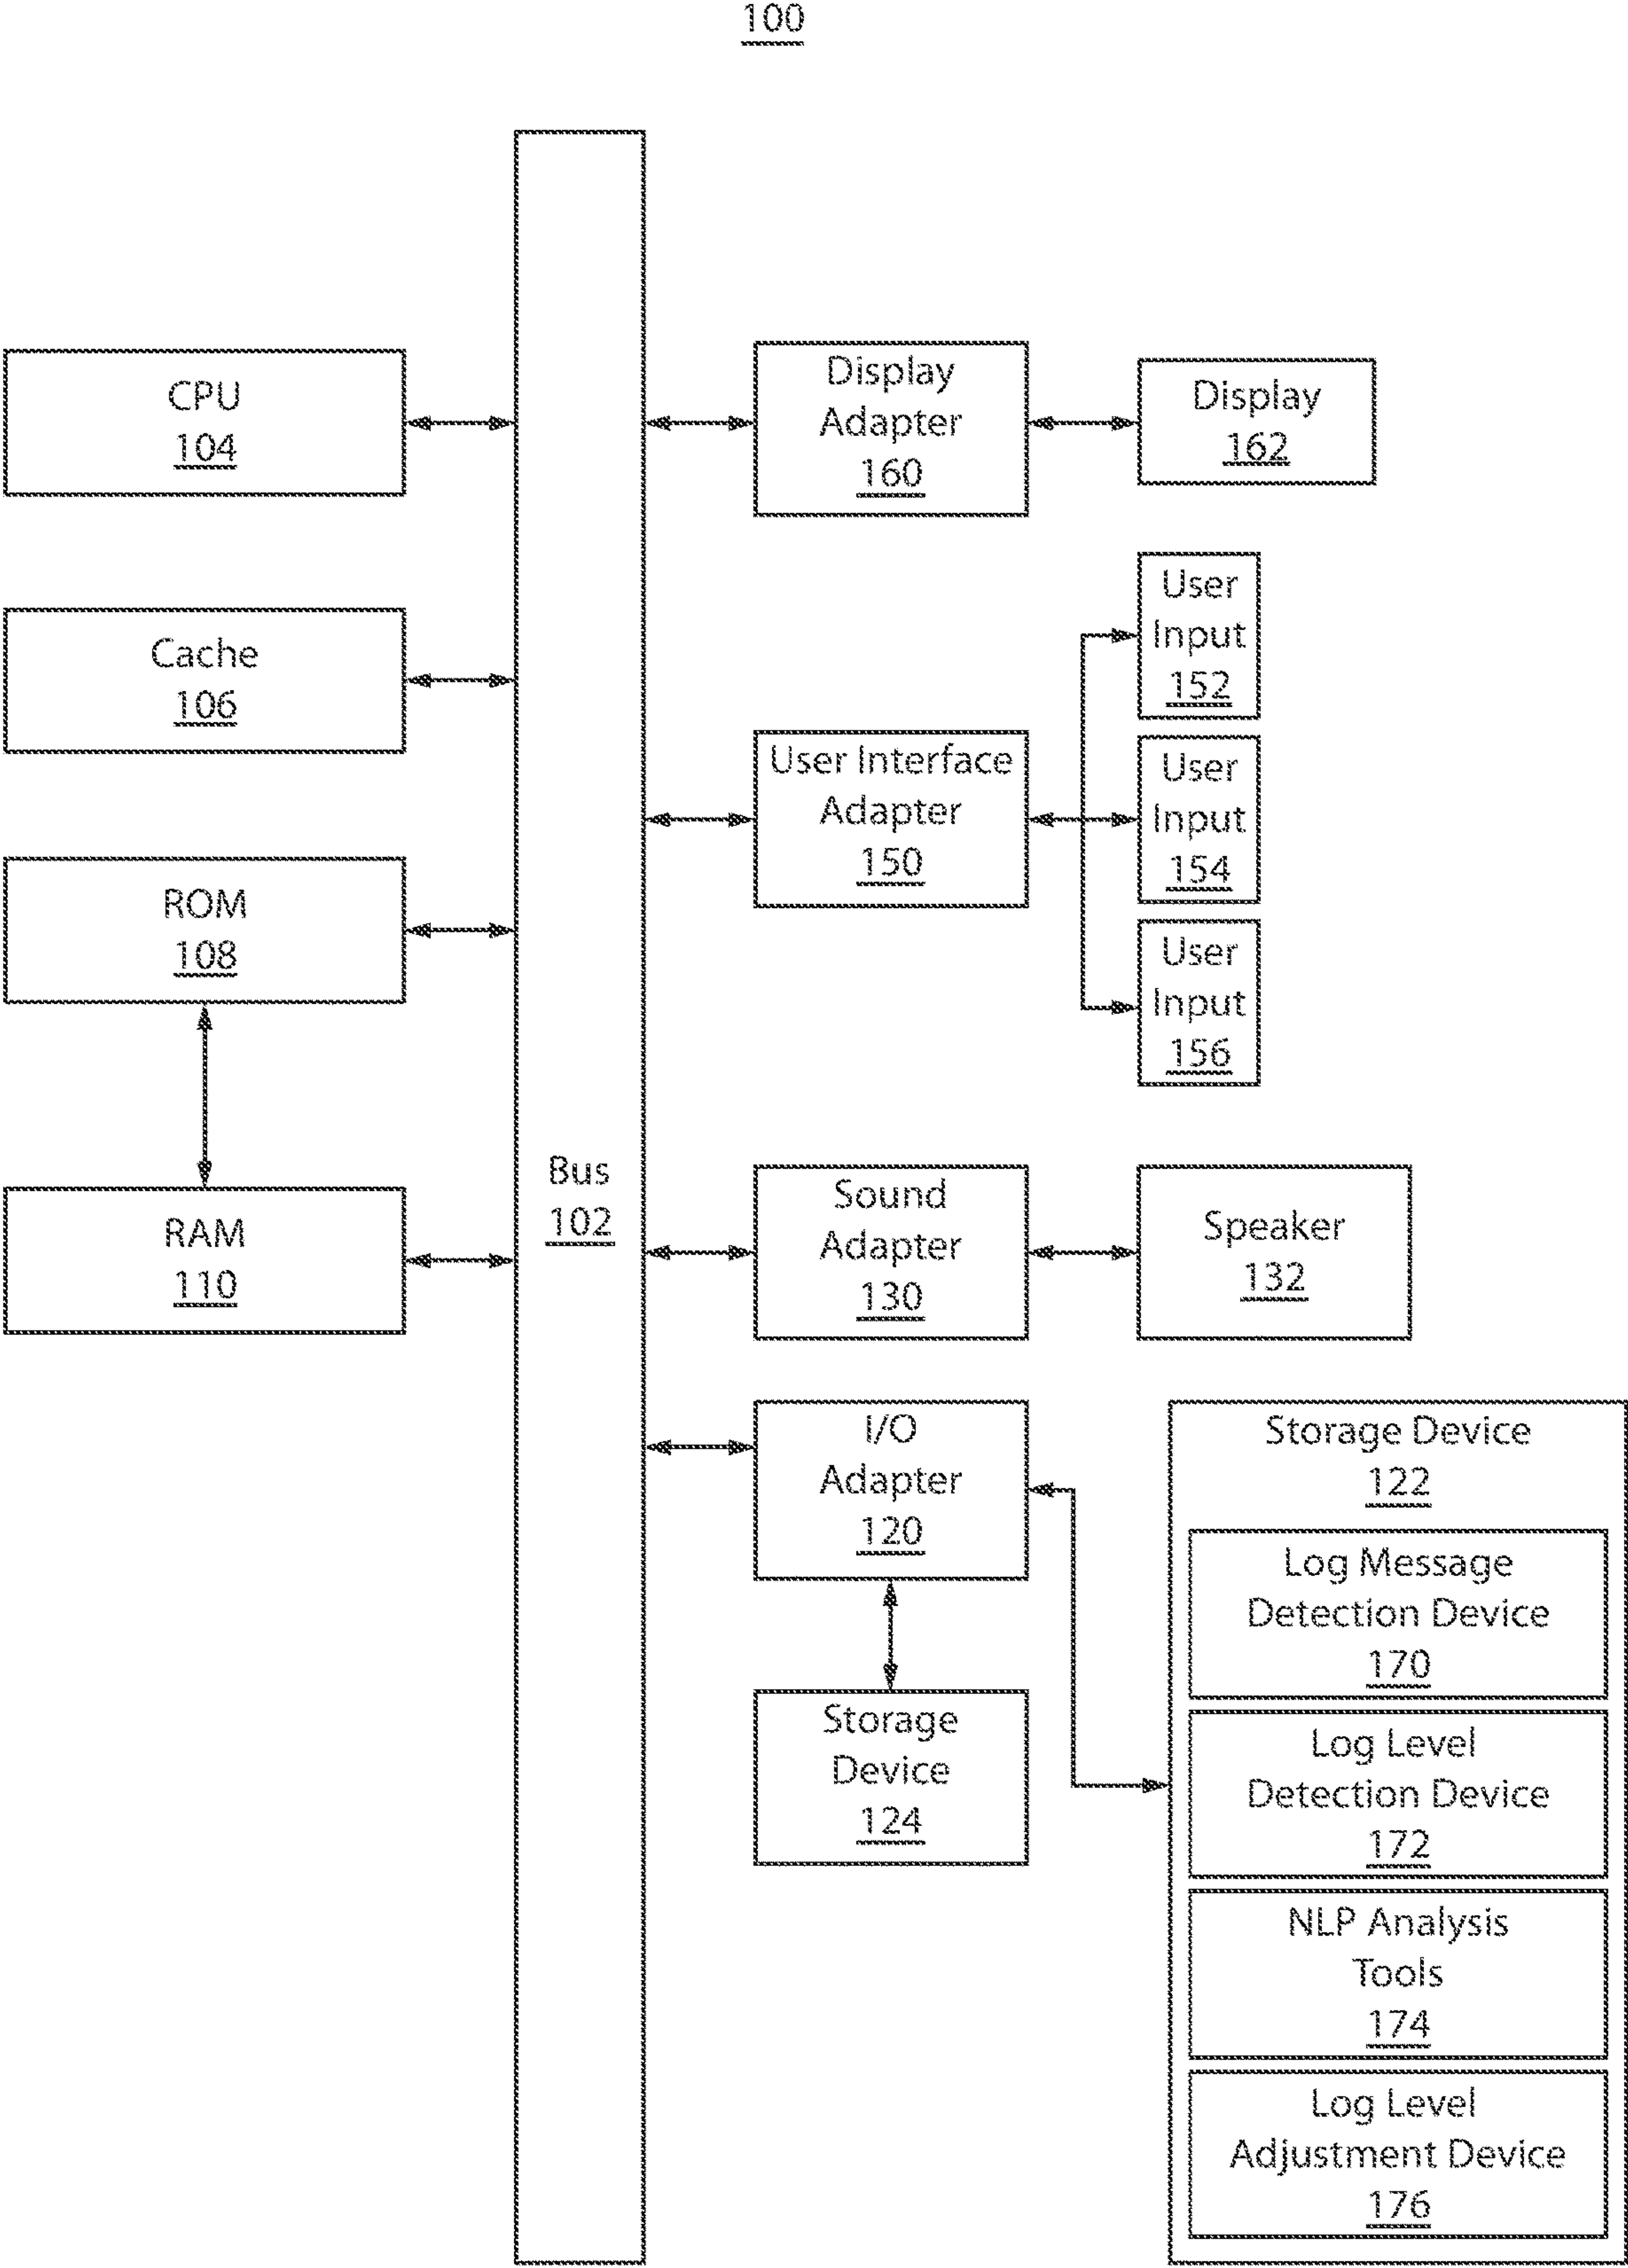 100
CPU
104
Cache
106
ROM
108
RAM
110
Bus
102
Display
Adapter
160
Display
162
User Interface
Adapter
150
User
Input
152
User
Input
154
User
Input
156
Sound
Adapter
130
Speaker
132
I/O
Adapter
120
Storage
Device
124
Storage Device
122
Log Message
Detection Device
170
Log Level
Detection Device
172
NLP Analysis
Tools
174
Log Level
Adjustment Device
176